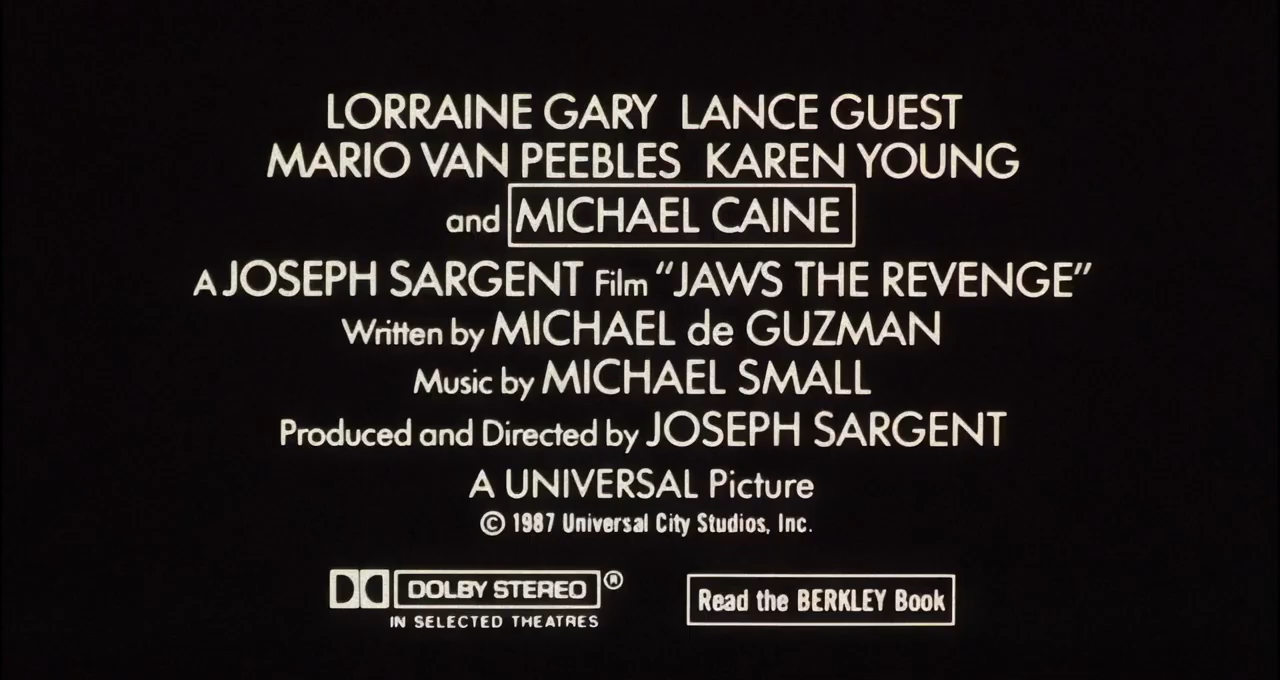 LORRAINE GARY LANCE GUEST
MARIO VAN PEEBLES KAREN YOUNG
and MICHAEL CAINE
A JOSEPH SARGENT Film “JAWS THE REVENGE”
Written by MICHAEL de GUZMAN
Music by MICHAEL SMALL
Produced and Directed by JOSEPH SARGENT
A UNIVERSAL Picture
© 1987 Universal City Studios, Inc.
DOLBY STEREO ®
IN SELECTED THEATRES
Read the BERKLEY Book